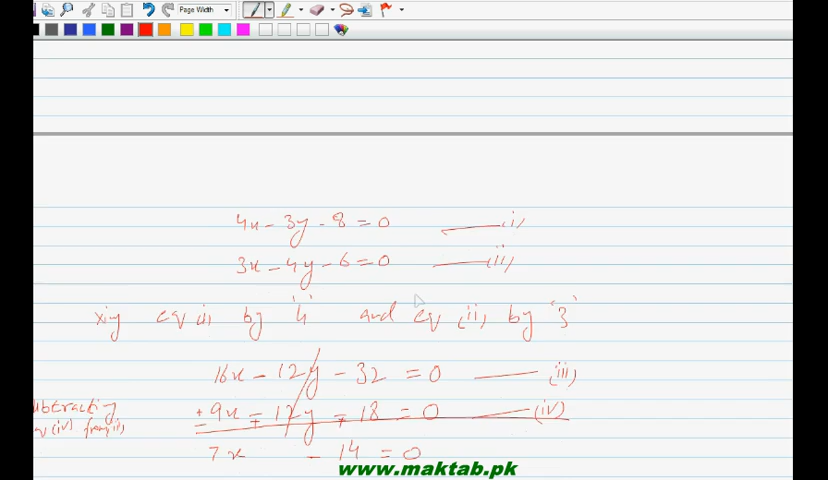 Page Width
4x - 3y - 8 = 0 (i)
3x - 4y - 6 = 0 (ii)
xing eq (i) by '4' and eq (ii) by '3'
16x - 12y - 32 = 0 (iii)
± 9x ∓ 12y ∓ 18 = 0 (iv)
ubtracting
eq (iv) from (iii)
7x - 14 = 0
www.maktab.pk